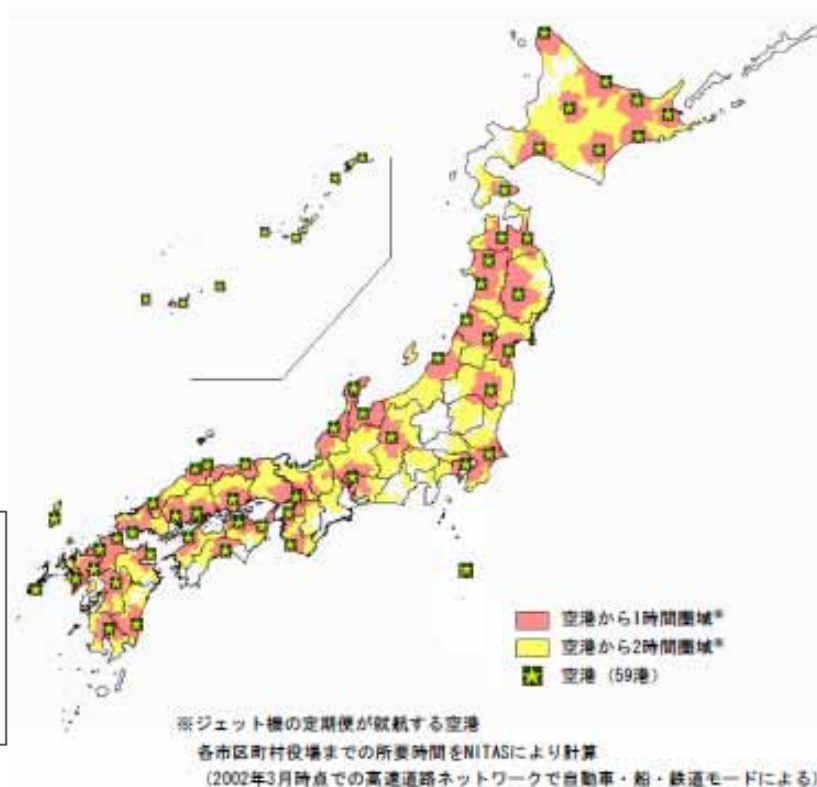 空港から1時間圏域※
空港から2時間圏域※
空港（59港）
※ジェット機の定期便が就航する空港
各市区町村役場までの所要時間をNITASにより計算
（2002年3月時点での高速道路ネットワークで自動車・船・鉄道モードによる）